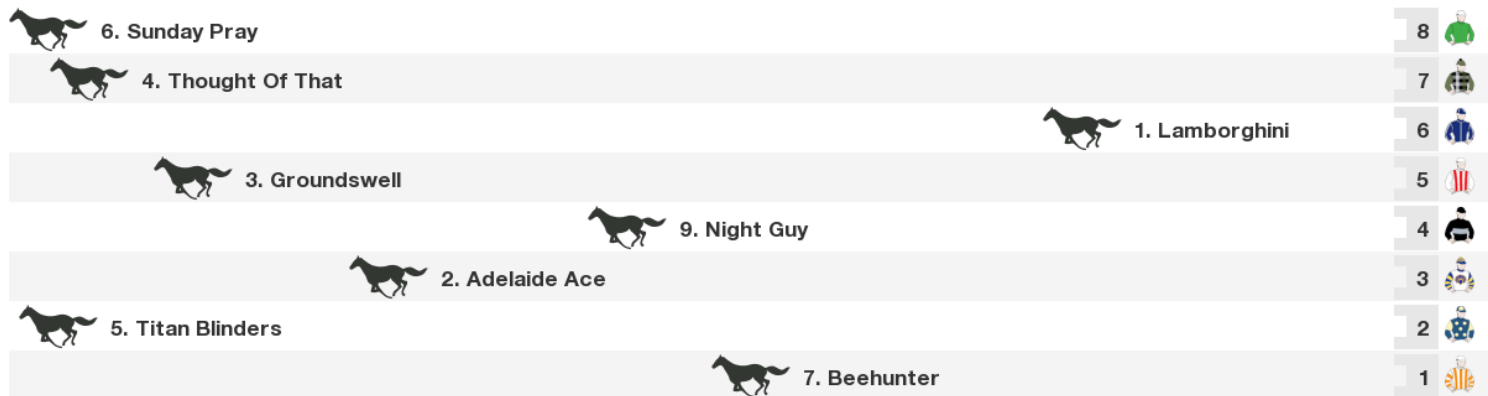 6. Sunday Pray 8
4. Thought Of That 7
1. Lamborghini 6
3. Groundswell 5
9. Night Guy 4
2. Adelaide Ace 3
5. Titan Blinders 2
7. Beehunter 1